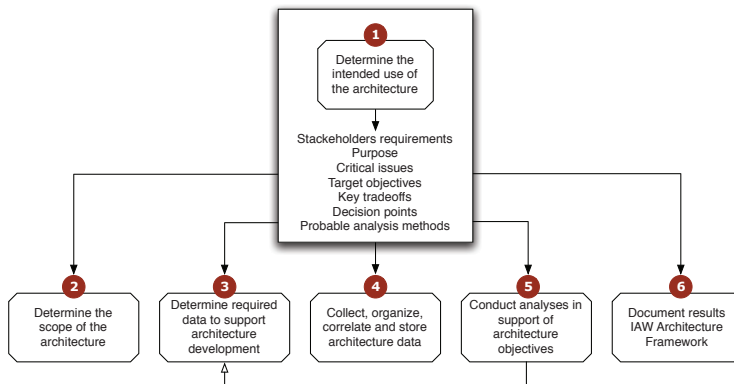 1
Determine the
intended use of
the architecture
Stackeholders requirements
Purpose
Critical issues
Target objectives
Key tradeoffs
Decision points
Probable analysis methods
2
Determine the
scope of the
architecture
3
Determine required
data to support
architecture
development
4
Collect, organize,
correlate and store
architecture data
5
Conduct analyses in
support of
architecture
objectives
6
Document results
IAW Architecture
Framework